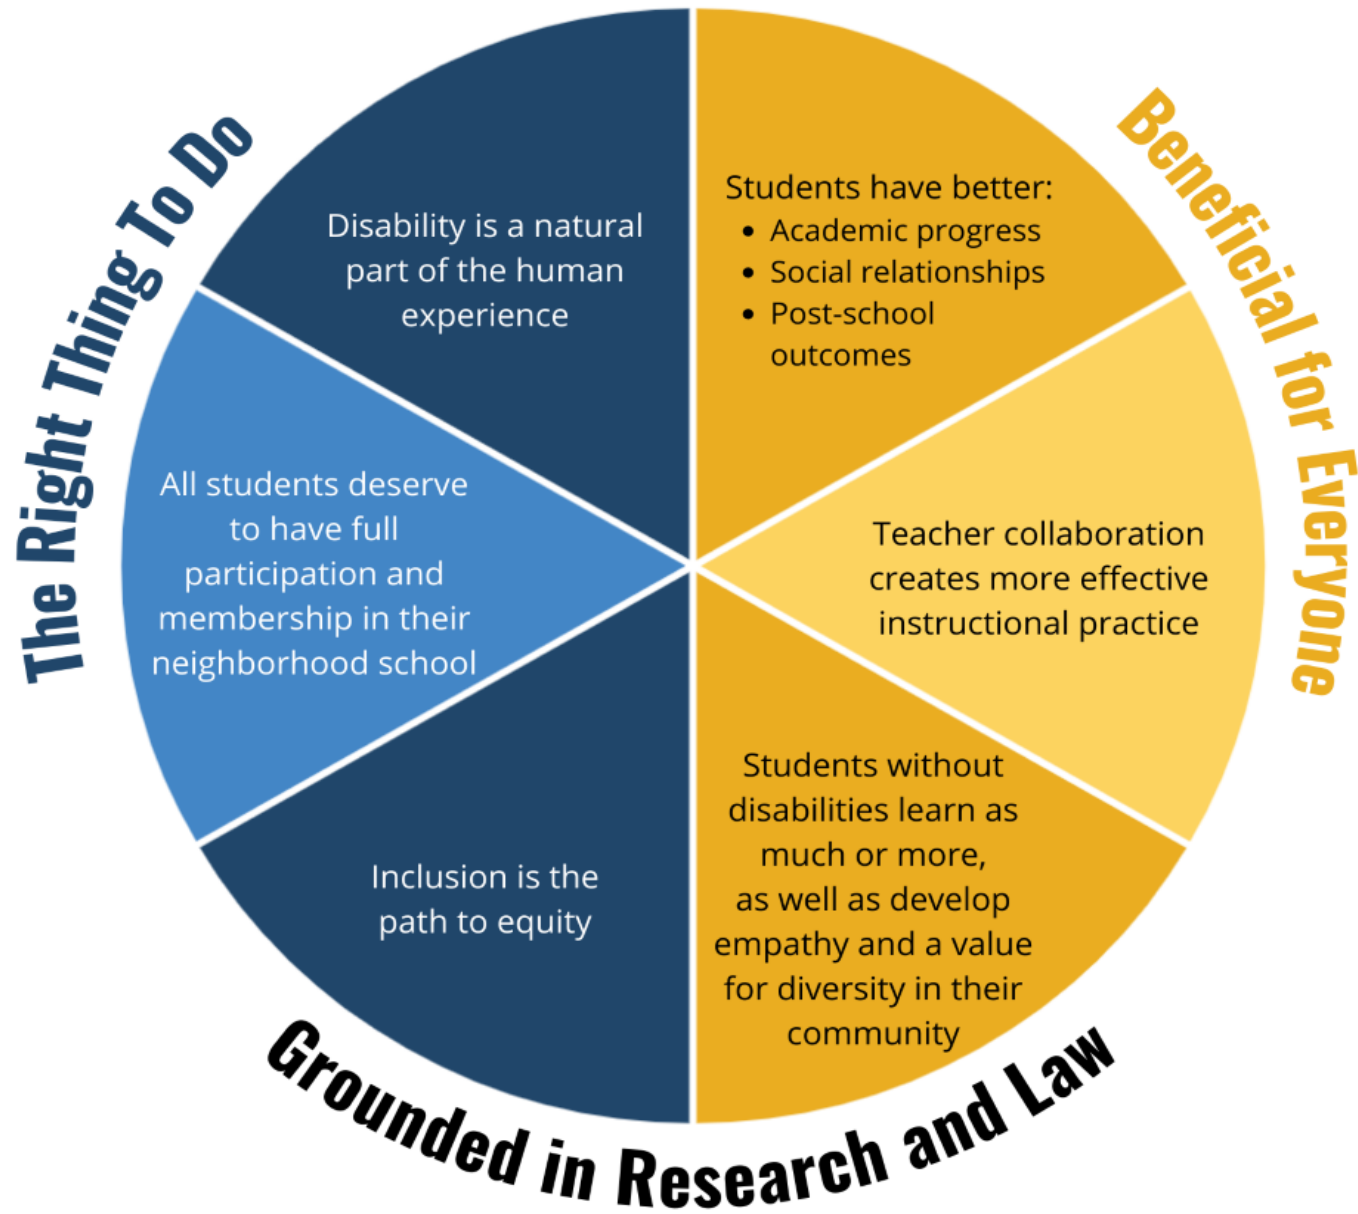 The Right Thing To Do
Disability is a natural
part of the human
experience
All students deserve
to have full
participation and
membership in their
neighborhood school
Inclusion is the
path to equity
Beneficial for Everyone
Students have better:
• Academic progress
• Social relationships
• Post-school
outcomes
Teacher collaboration
creates more effective
instructional practice
Students without
disabilities learn as
much or more,
as well as develop
empathy and a value
for diversity in their
community
Grounded in Research and Law